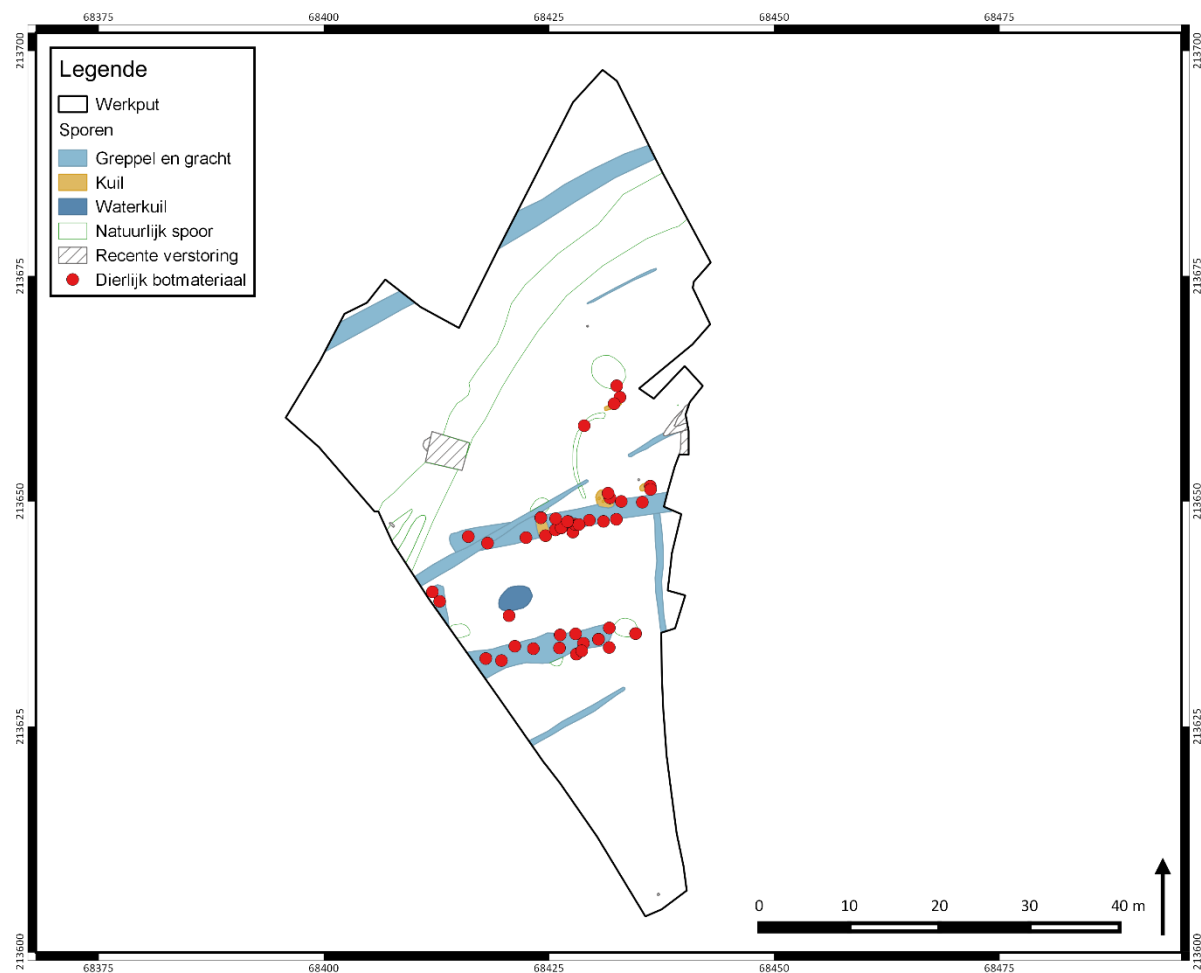 68375 68400 68425 68450 68475
213700 213700
Legende
Werkput
Sporen
Greppel en gracht
Kuil
Waterkuil
Natuurlijk spoor
Recente verstoring
Dierlijk botmateriaal
213675 213675
213650 213650
213625 213625
0 10 20 30 40 m
213600 213600
68375 68400 68425 68450 68475